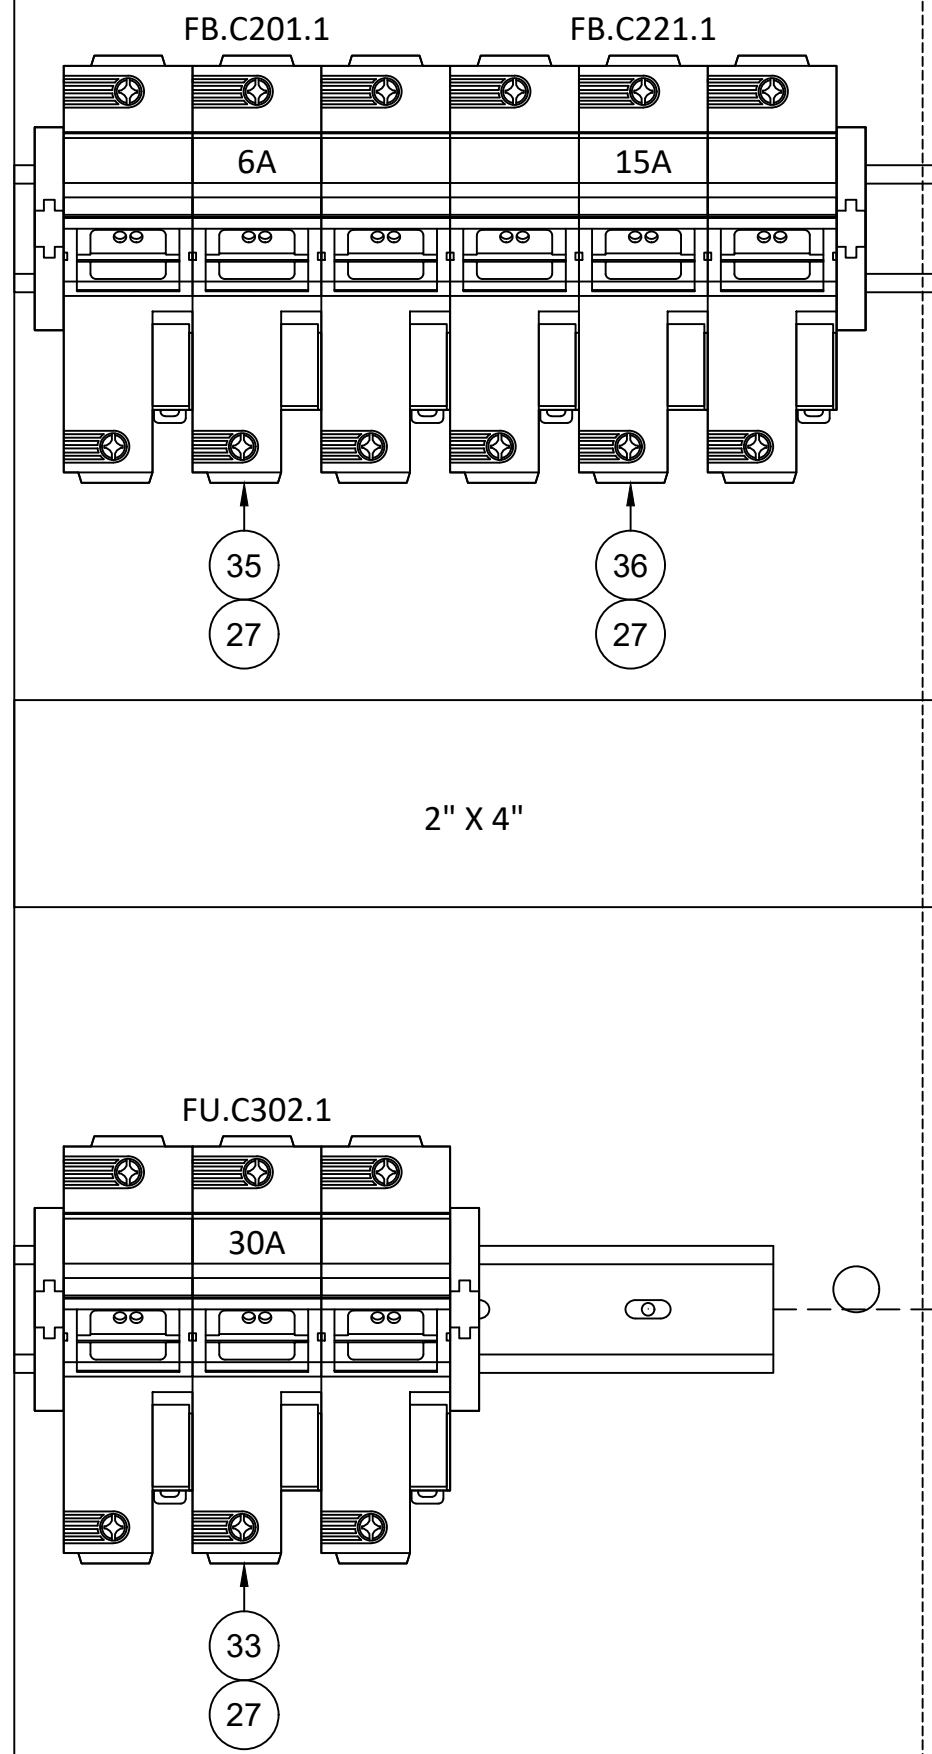 FB.C201.1 FB.C221.1
6A 15A
35 36
27 27
2" X 4"
FU.C302.1
30A
33
27